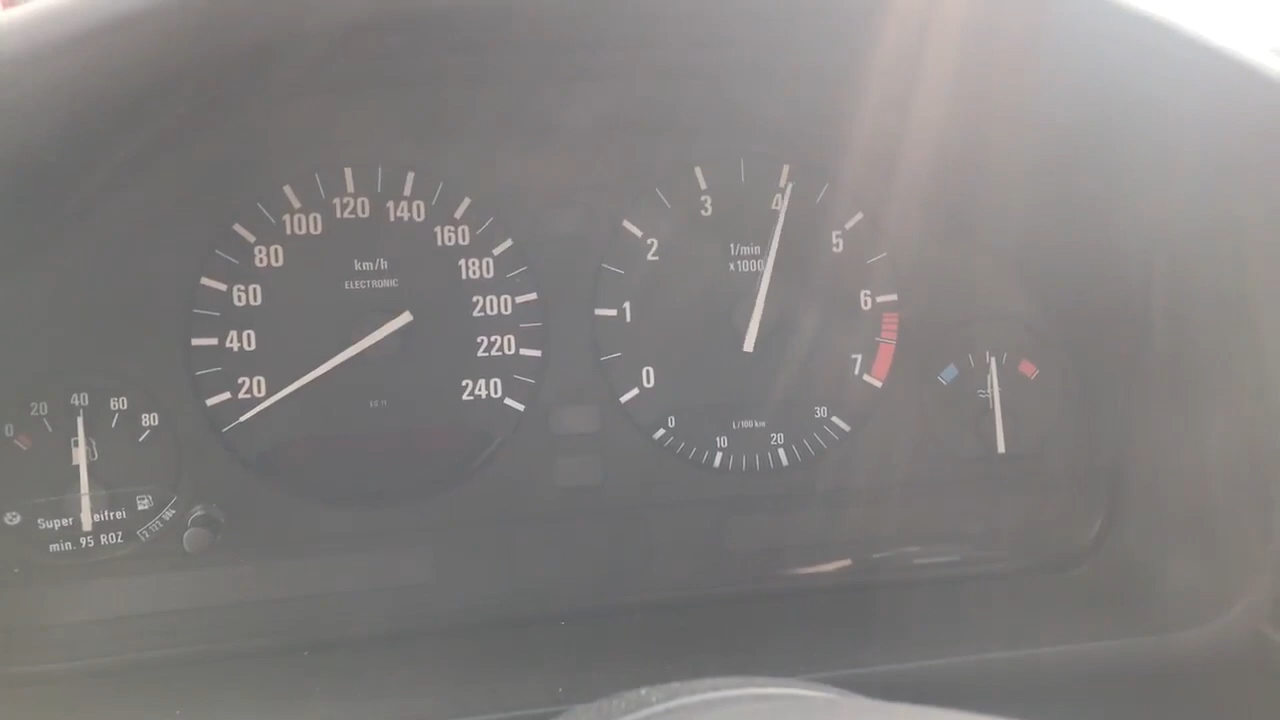 0 20 40 60 80
Super
min. 95 ROZ
20 40 60 80 100 120 140 160 180 200 220 240
km/h
ELECTRONIC
0 1 2 3 4 5 6 7
1/min
x1000
0 10 20 30
L/100 km